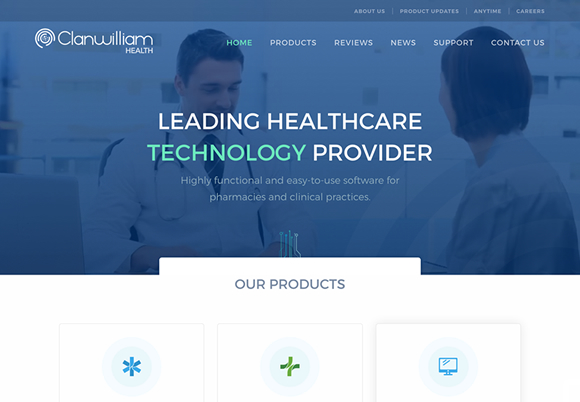 ABOUT US
PRODUCT UPDATES
ANYTIME
CAREERS
Clanwilliam
HEALTH
HOME
PRODUCTS
REVIEWS
NEWS
SUPPORT
CONTACT US
LEADING HEALTHCARE
TECHNOLOGY PROVIDER
Highly functional and easy-to-use software for
pharmacies and clinical practices.
OUR PRODUCTS